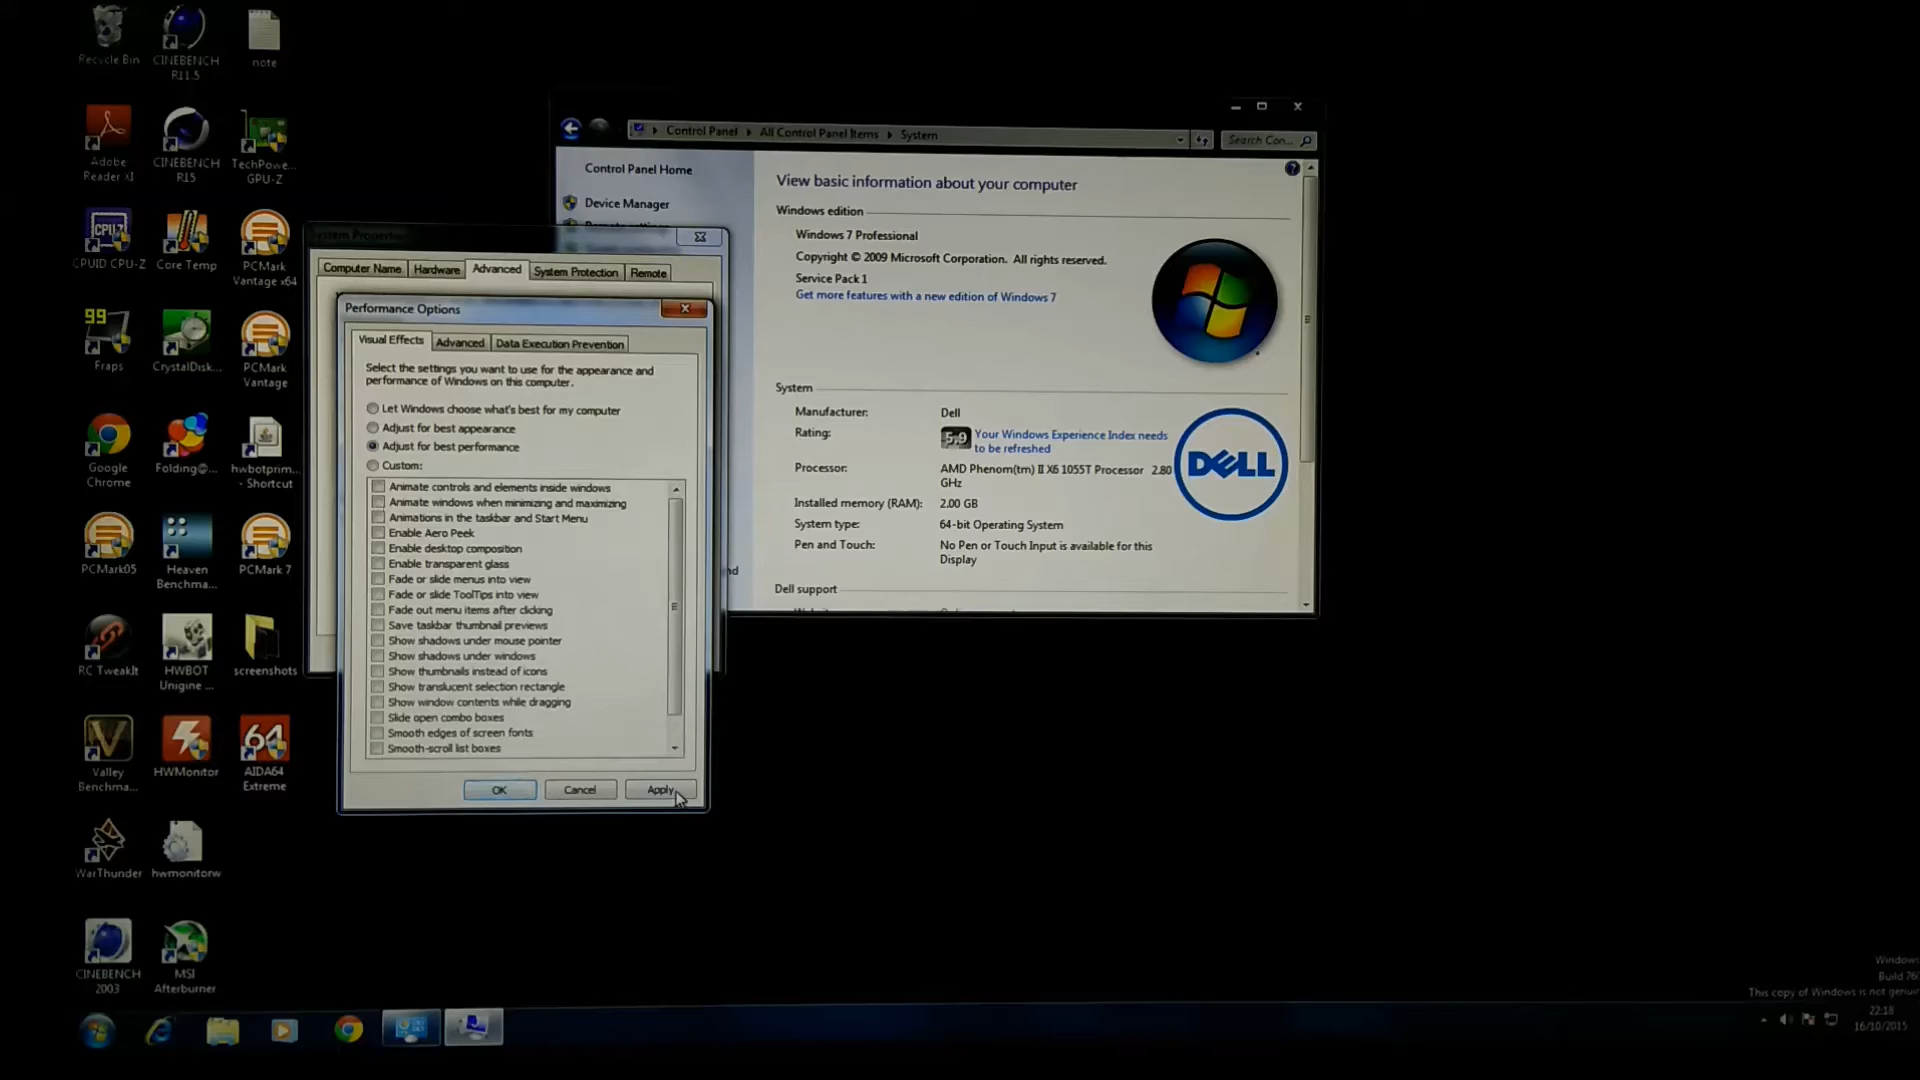 Recycle Bin
CINEBENCH
R11.5
note
Adobe
Reader XI
CINEBENCH
R15
TechPowe...
GPU-Z
CPUID CPU-Z
Core Temp
PCMark
Vantage x64
99
Fraps
CrystalDisk...
PCMark
Vantage
Google
Chrome
Folding@...
hwbotprim...
- Shortcut
PCMark05
Heaven
Benchma...
PCMark 7
RC TweakIt
HWBOT
Unigine ...
screenshots
Valley
Benchma...
HWMonitor
64
AIDA64
Extreme
WarThunder
hwmonitorw
CINEBENCH
2003
MSI
Afterburner
Control Panel
All Control Panel Items
System
Search Con...
Control Panel Home
Device Manager
View basic information about your computer
Windows edition
Windows 7 Professional
Copyright © 2009 Microsoft Corporation. All rights reserved.
Service Pack 1
Get more features with a new edition of Windows 7
System
Manufacturer: Dell
Rating: 5,9 Your Windows Experience Index needs
to be refreshed
Processor: AMD Phenom(tm) II X6 1055T Processor 2.80
GHz
Installed memory (RAM): 2.00 GB
System type: 64-bit Operating System
Pen and Touch: No Pen or Touch Input is available for this
Display
Dell support
DELL
Computer Name
Hardware
Advanced
System Protection
Remote
Performance Options
Visual Effects
Advanced
Data Execution Prevention
Select the settings you want to use for the appearance and
performance of Windows on this computer.
Let Windows choose what's best for my computer
Adjust for best appearance
Adjust for best performance
Custom:
Animate controls and elements inside windows
Animate windows when minimizing and maximizing
Animations in the taskbar and Start Menu
Enable Aero Peek
Enable desktop composition
Enable transparent glass
Fade or slide menus into view
Fade or slide ToolTips into view
Fade out menu items after clicking
Save taskbar thumbnail previews
Show shadows under mouse pointer
Show shadows under windows
Show thumbnails instead of icons
Show translucent selection rectangle
Show window contents while dragging
Slide open combo boxes
Smooth edges of screen fonts
Smooth-scroll list boxes
OK
Cancel
Apply
Windows
Build 76
This copy of Windows is not genuin
22:18
16/10/2015